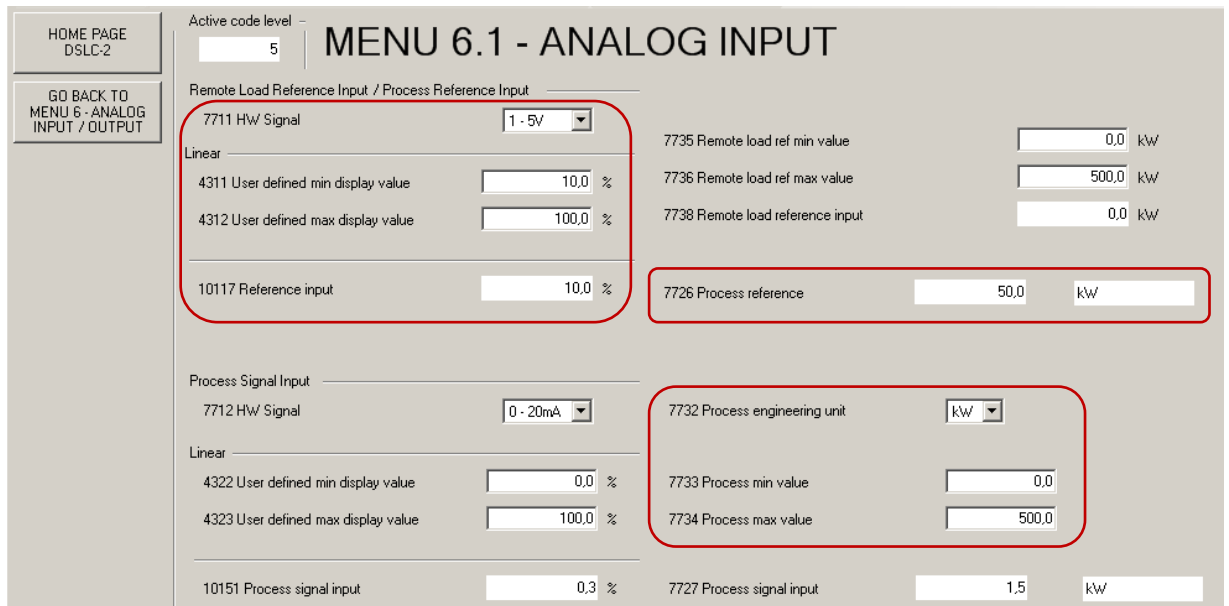 HOME PAGE
DSLC-2
Active code level
5
MENU 6.1 - ANALOG INPUT
GO BACK TO
MENU 6 - ANALOG
INPUT / OUTPUT
Remote Load Reference Input / Process Reference Input
7711 HW Signal 1 - 5V
Linear
4311 User defined min display value 10,0 %
4312 User defined max display value 100,0 %
10117 Reference input 10,0 %
7735 Remote load ref min value 0,0 kW
7736 Remote load ref max value 500,0 kW
7738 Remote load reference input 0,0 kW
7726 Process reference 50,0 kW
Process Signal Input
7712 HW Signal 0 - 20mA
Linear
4322 User defined min display value 0,0 %
4323 User defined max display value 100,0 %
10151 Process signal input 0,3 %
7732 Process engineering unit kW
7733 Process min value 0,0
7734 Process max value 500,0
7727 Process signal input 1,5 kW